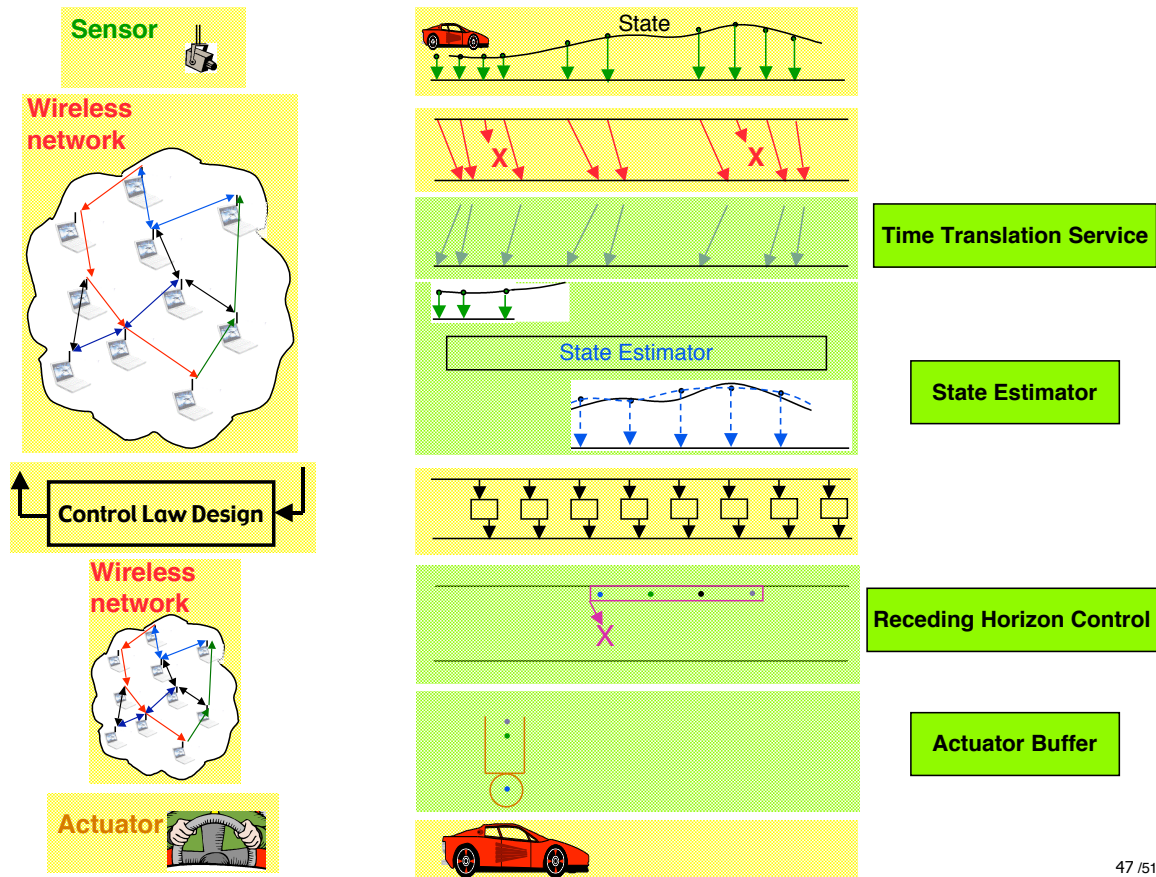 Sensor
State
Wireless
network
X
X
Time Translation Service
State Estimator
State Estimator
Control Law Design
Wireless
network
X
Receding Horizon Control
Actuator Buffer
Actuator
47 /51